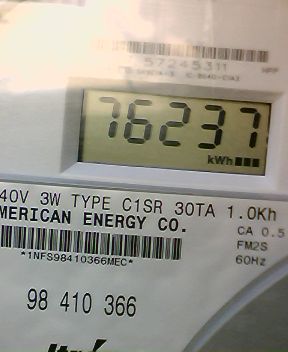 57245311
76237
kWh
40V 3W TYPE C1SR 30TA 1.0Kh
MERICAN ENERGY CO.
CA 0.5
FM2S
60Hz
*1NFS98410366MEC*
98 410 366